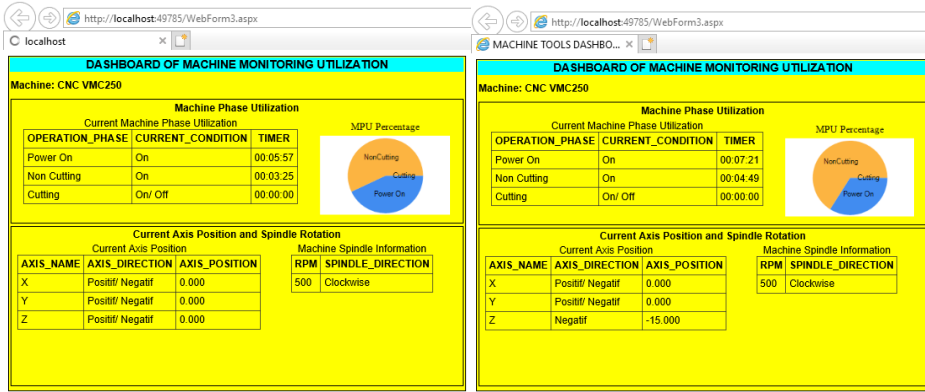 http://localhost:49785/WebForm3.aspx
localhost
DASHBOARD OF MACHINE MONITORING UTILIZATION
Machine: CNC VMC250
Machine Phase Utilization
Current Machine Phase Utilization
OPERATION_PHASE CURRENT_CONDITION TIMER
Power On On 00:05:57
Non Cutting On 00:03:25
Cutting On/ Off 00:00:00
MPU Percentage
NonCutting
Cutting
Power On
Current Axis Position and Spindle Rotation
Current Axis Position
AXIS_NAME AXIS_DIRECTION AXIS_POSITION
X Positif/ Negatif 0.000
Y Positif/ Negatif 0.000
Z Positif/ Negatif 0.000
Machine Spindle Information
RPM SPINDLE_DIRECTION
500 Clockwise
http://localhost:49785/WebForm3.aspx
MACHINE TOOLS DASHBO...
DASHBOARD OF MACHINE MONITORING UTILIZATION
Machine: CNC VMC250
Machine Phase Utilization
Current Machine Phase Utilization
OPERATION_PHASE CURRENT_CONDITION TIMER
Power On On 00:07:21
Non Cutting On 00:04:49
Cutting On/ Off 00:00:00
MPU Percentage
NonCutting
Cutting
Power On
Current Axis Position and Spindle Rotation
Current Axis Position
AXIS_NAME AXIS_DIRECTION AXIS_POSITION
X Positif/ Negatif 0.000
Y Positif/ Negatif 0.000
Z Negatif -15.000
Machine Spindle Information
RPM SPINDLE_DIRECTION
500 Clockwise